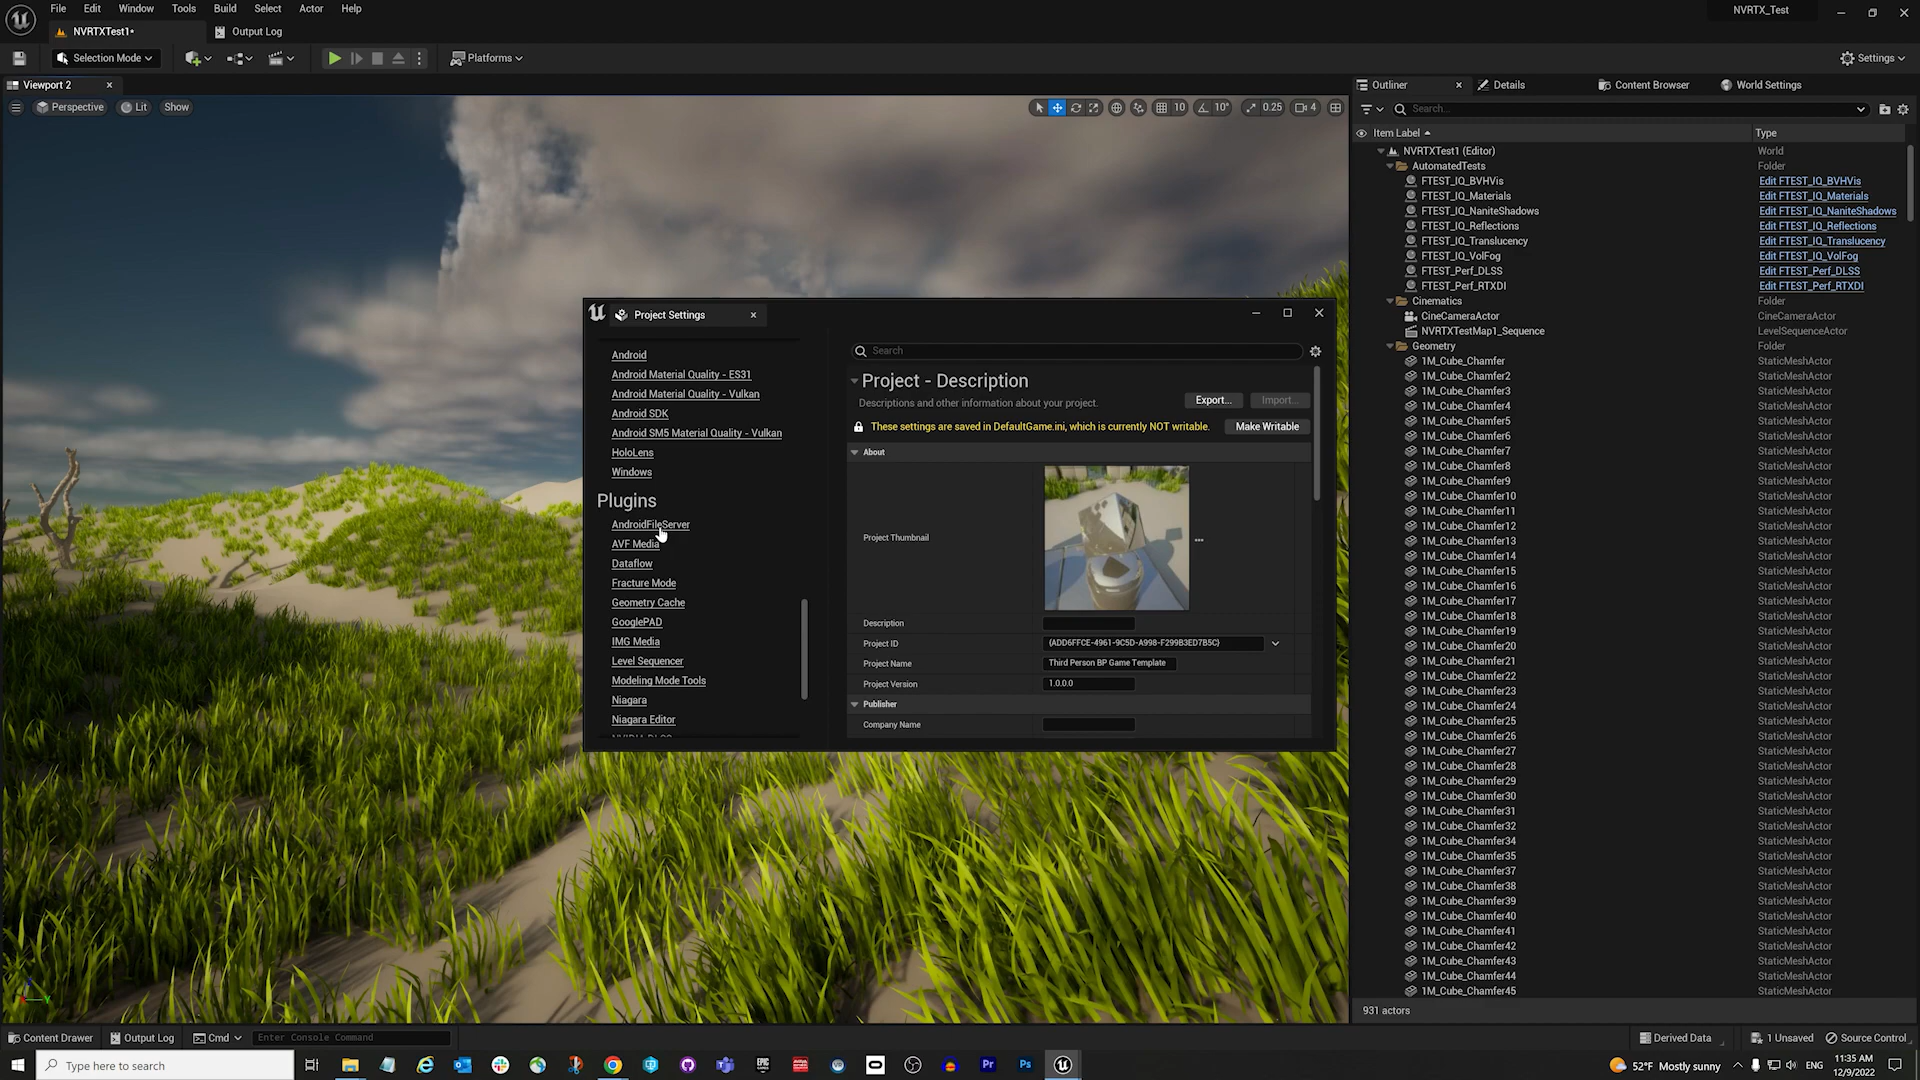 File Edit Window Tools Build Select Actor Help
NVRTX_Test
NVRTXTest1*
Output Log
Selection Mode
Platforms
Settings
Viewport 2
Perspective
Lit
Show
10
10°
0.25
4
Outliner
Details
Content Browser
World Settings
Search...
Item Label
Type
NVRTXTest1 (Editor) World
AutomatedTests Folder
FTEST_IQ_BVHVis Edit FTEST_IQ_BVHVis
FTEST_IQ_Materials Edit FTEST_IQ_Materials
FTEST_IQ_NaniteShadows Edit FTEST_IQ_NaniteShadows
FTEST_IQ_Reflections Edit FTEST_IQ_Reflections
FTEST_IQ_Translucency Edit FTEST_IQ_Translucency
FTEST_IQ_VolFog Edit FTEST_IQ_VolFog
FTEST_Perf_DLSS Edit FTEST_Perf_DLSS
FTEST_Perf_RTXDI Edit FTEST_Perf_RTXDI
Cinematics Folder
CineCameraActor CineCameraActor
NVRTXTestMap1_Sequence LevelSequenceActor
Geometry Folder
1M_Cube_Chamfer StaticMeshActor
1M_Cube_Chamfer2 StaticMeshActor
1M_Cube_Chamfer3 StaticMeshActor
1M_Cube_Chamfer4 StaticMeshActor
1M_Cube_Chamfer5 StaticMeshActor
1M_Cube_Chamfer6 StaticMeshActor
1M_Cube_Chamfer7 StaticMeshActor
1M_Cube_Chamfer8 StaticMeshActor
1M_Cube_Chamfer9 StaticMeshActor
1M_Cube_Chamfer10 StaticMeshActor
1M_Cube_Chamfer11 StaticMeshActor
1M_Cube_Chamfer12 StaticMeshActor
1M_Cube_Chamfer13 StaticMeshActor
1M_Cube_Chamfer14 StaticMeshActor
1M_Cube_Chamfer15 StaticMeshActor
1M_Cube_Chamfer16 StaticMeshActor
1M_Cube_Chamfer17 StaticMeshActor
1M_Cube_Chamfer18 StaticMeshActor
1M_Cube_Chamfer19 StaticMeshActor
1M_Cube_Chamfer20 StaticMeshActor
1M_Cube_Chamfer21 StaticMeshActor
1M_Cube_Chamfer22 StaticMeshActor
1M_Cube_Chamfer23 StaticMeshActor
1M_Cube_Chamfer24 StaticMeshActor
1M_Cube_Chamfer25 StaticMeshActor
1M_Cube_Chamfer26 StaticMeshActor
1M_Cube_Chamfer27 StaticMeshActor
1M_Cube_Chamfer28 StaticMeshActor
1M_Cube_Chamfer29 StaticMeshActor
1M_Cube_Chamfer30 StaticMeshActor
1M_Cube_Chamfer31 StaticMeshActor
1M_Cube_Chamfer32 StaticMeshActor
1M_Cube_Chamfer34 StaticMeshActor
1M_Cube_Chamfer35 StaticMeshActor
1M_Cube_Chamfer37 StaticMeshActor
1M_Cube_Chamfer38 StaticMeshActor
1M_Cube_Chamfer39 StaticMeshActor
1M_Cube_Chamfer40 StaticMeshActor
1M_Cube_Chamfer41 StaticMeshActor
1M_Cube_Chamfer42 StaticMeshActor
1M_Cube_Chamfer43 StaticMeshActor
1M_Cube_Chamfer44 StaticMeshActor
1M_Cube_Chamfer45 StaticMeshActor
931 actors
Project Settings
Android
Android Material Quality - ES31
Android Material Quality - Vulkan
Android SDK
Android SM5 Material Quality - Vulkan
HoloLens
Windows
Plugins
AndroidFileServer
AVF Media
Dataflow
Fracture Mode
Geometry Cache
GooglePAD
IMG Media
Level Sequencer
Modeling Mode Tools
Niagara
Niagara Editor
NVIDIA DLSS
Search
Project - Description
Descriptions and other information about your project.
Export...
Import...
These settings are saved in DefaultGame.ini, which is currently NOT writable.
Make Writable
About
Project Thumbnail
Description
Project ID {ADD6FFCE-4961-9C5D-A998-F299B3ED7B5C}
Project Name Third Person BP Game Template
Project Version 1.0.0.0
Publisher
Company Name
Content Drawer
Output Log
Cmd
Enter Console Command
Derived Data
1 Unsaved
Source Control
Type here to search
Pr
Ps
52°F Mostly sunny
ENG
11:35 AM
12/9/2022